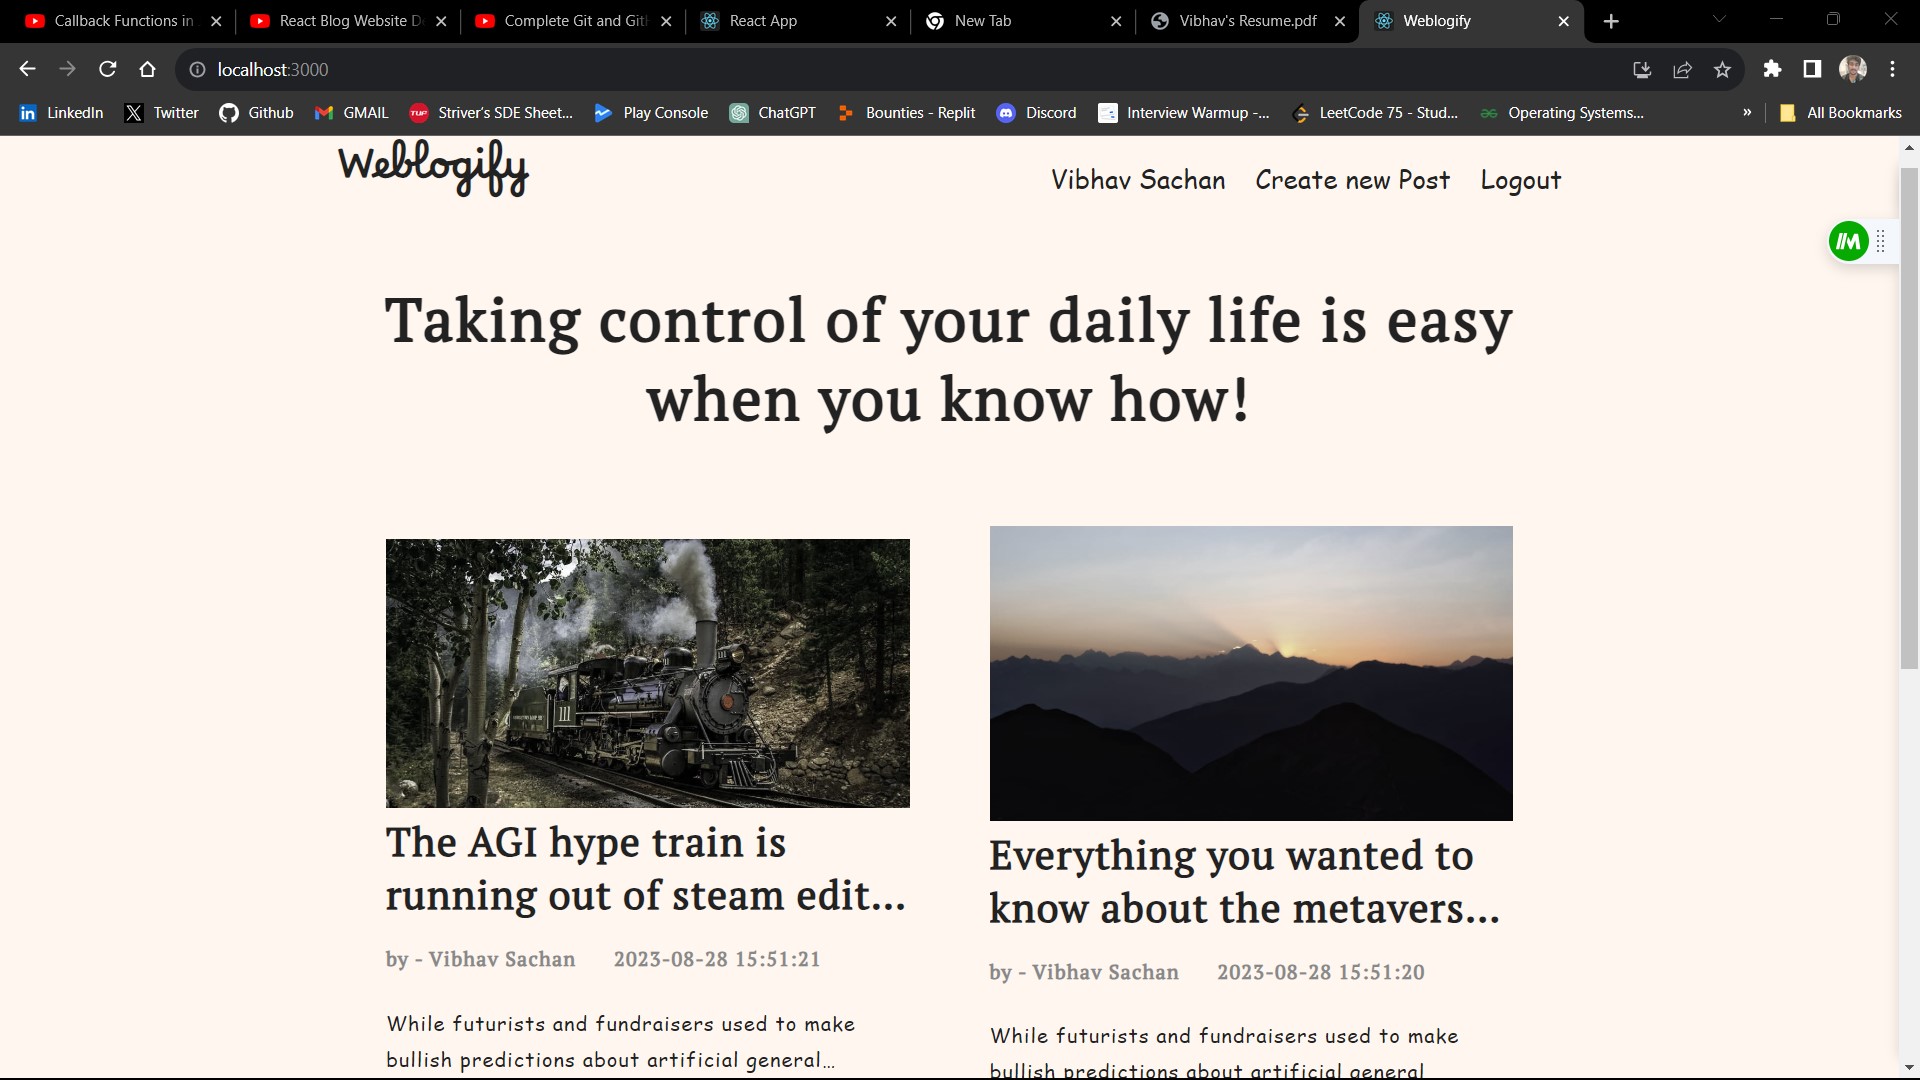 Callback Functions in
React Blog Website D
Complete Git and Git
React App
New Tab
Vibhav's Resume.pdf
Weblogify
localhost:3000
LinkedIn
Twitter
Github
GMAIL
TUF
Striver's SDE Sheet...
Play Console
ChatGPT
Bounties - Replit
Discord
Interview Warmup -...
LeetCode 75 - Stud...
Operating Systems...
»
All Bookmarks
Weblogify
Vibhav Sachan
Create new Post
Logout
Taking control of your daily life is easy
when you know how!
111
The AGI hype train is
running out of steam edit...
by - Vibhav Sachan 2023-08-28 15:51:21
While futurists and fundraisers used to make
bullish predictions about artificial general...
Everything you wanted to
know about the metavers...
by - Vibhav Sachan 2023-08-28 15:51:20
While futurists and fundraisers used to make
bullish predictions about artificial general